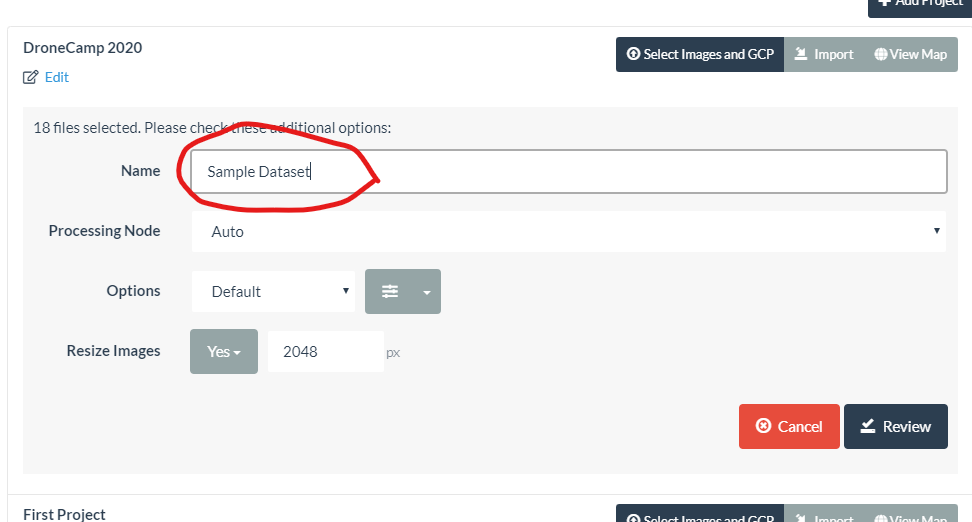 Add Project
DroneCamp 2020
Select Images and GCP Import View Map
Edit
18 files selected. Please check these additional options:
Name Sample Dataset
Processing Node Auto
Options Default
Resize Images Yes 2048 px
Cancel Review
First Project
Select Images and GCP Import View Map